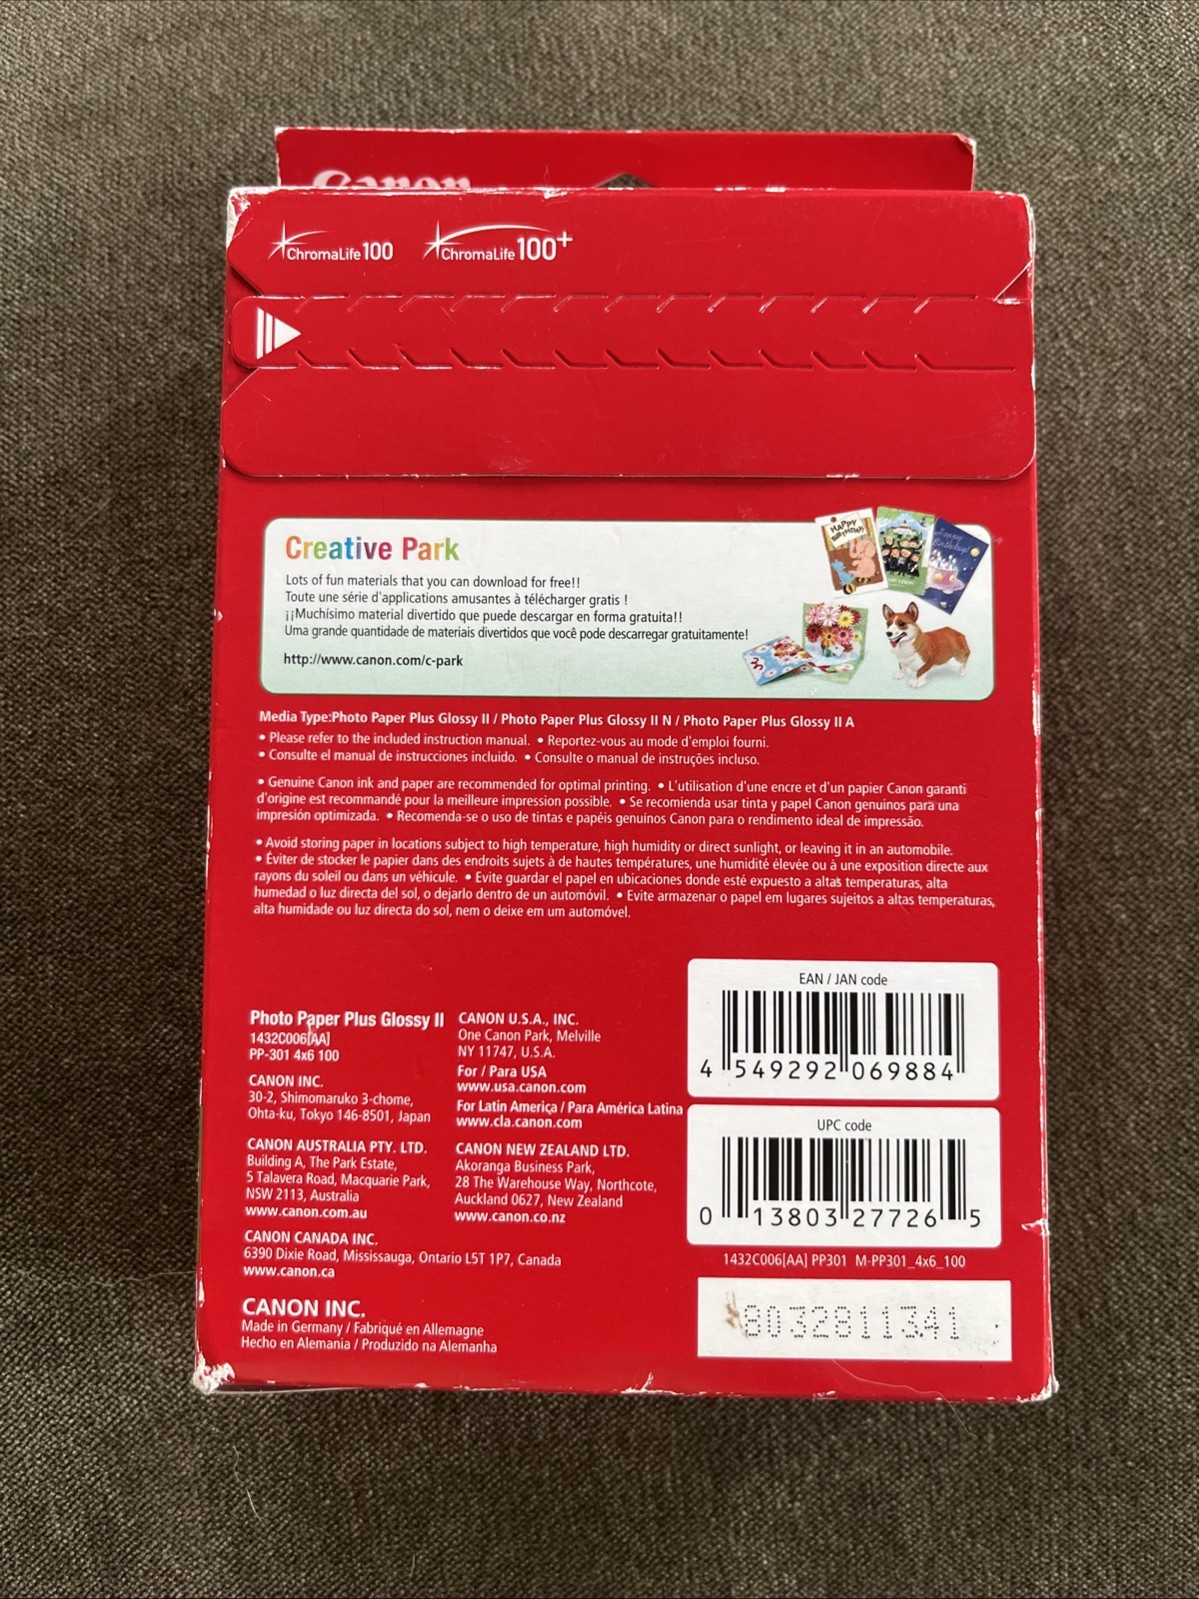 Canon
ChromaLife100 ChromaLife100+
Creative Park
Lots of fun materials that you can download for free!!
Toute une série d'applications amusantes à télécharger gratis !
¡¡Muchísimo material divertido que puede descargar en forma gratuita!!
Uma grande quantidade de materiais divertidos que você pode descarregar gratuitamente!
http://www.canon.com/c-park
HAPPY
BIRTHDAY
Media Type:Photo Paper Plus Glossy II / Photo Paper Plus Glossy II N / Photo Paper Plus Glossy II A
• Please refer to the included instruction manual. • Reportez-vous au mode d'emploi fourni.
• Consulte el manual de instrucciones incluido. • Consulte o manual de instruções incluso.
• Genuine Canon ink and paper are recommended for optimal printing. • L'utilisation d'une encre et d'un papier Canon garanti
d'origine est recommandé pour la meilleure impression possible. • Se recomienda usar tinta y papel Canon genuinos para una
impresión optimizada. • Recomenda-se o uso de tintas e papéis genuínos Canon para o rendimento ideal de impressão.
• Avoid storing paper in locations subject to high temperature, high humidity or direct sunlight, or leaving it in an automobile.
• Éviter de stocker le papier dans des endroits sujets à de hautes températures, une humidité élevée ou à une exposition directe aux
rayons du soleil ou dans un véhicule. • Evite guardar el papel en ubicaciones donde esté expuesto a altas temperaturas, alta
humedad o luz directa del sol, o dejarlo dentro de un automóvil. • Evite armazenar o papel em lugares sujeitos a altas temperaturas,
alta humidade ou luz directa do sol, nem o deixe em um automóvel.
Photo Paper Plus Glossy II
1432C006[AA]
PP-301 4x6 100
CANON INC.
30-2, Shimomaruko 3-chome,
Ohta-ku, Tokyo 146-8501, Japan
CANON AUSTRALIA PTY. LTD.
Building A, The Park Estate,
5 Talavera Road, Macquarie Park,
NSW 2113, Australia
www.canon.com.au
CANON CANADA INC.
6390 Dixie Road, Mississauga, Ontario L5T 1P7, Canada
www.canon.ca
CANON INC.
Made in Germany / Fabriqué en Allemagne
Hecho en Alemania / Produzido na Alemanha
CANON U.S.A., INC.
One Canon Park, Melville
NY 11747, U.S.A.
For / Para USA
www.usa.canon.com
For Latin America / Para América Latina
www.cla.canon.com
CANON NEW ZEALAND LTD.
Akoranga Business Park,
28 The Warehouse Way, Northcote,
Auckland 0627, New Zealand
www.canon.co.nz
EAN / JAN code
4 549292 069884
UPC code
0 13803 27726 5
1432C006[AA] PP301 M-PP301_4x6_100
8032811341